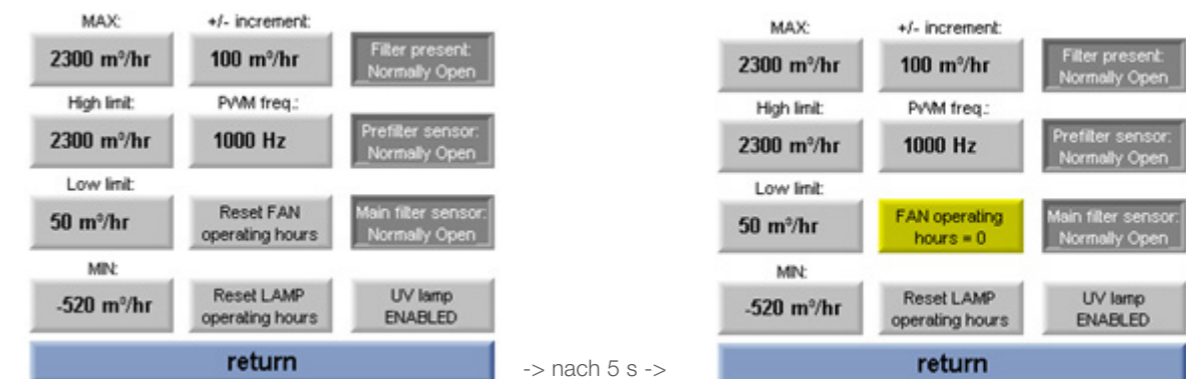 MAX: +/- increment:
2300 m³/hr 100 m³/hr Filter present:
Normally Open
High limit: PWM freq.:
2300 m³/hr 1000 Hz Prefilter sensor:
Normally Open
Low limit:
50 m³/hr Reset FAN
operating hours Main filter sensor:
Normally Open
MIN:
-520 m³/hr Reset LAMP
operating hours UV lamp
ENABLED
return
-> nach 5 s ->
MAX: +/- increment:
2300 m³/hr 100 m³/hr Filter present:
Normally Open
High limit: PWM freq.:
2300 m³/hr 1000 Hz Prefilter sensor:
Normally Open
Low limit:
50 m³/hr FAN operating
hours = 0 Main filter sensor:
Normally Open
MIN:
-520 m³/hr Reset LAMP
operating hours UV lamp
ENABLED
return